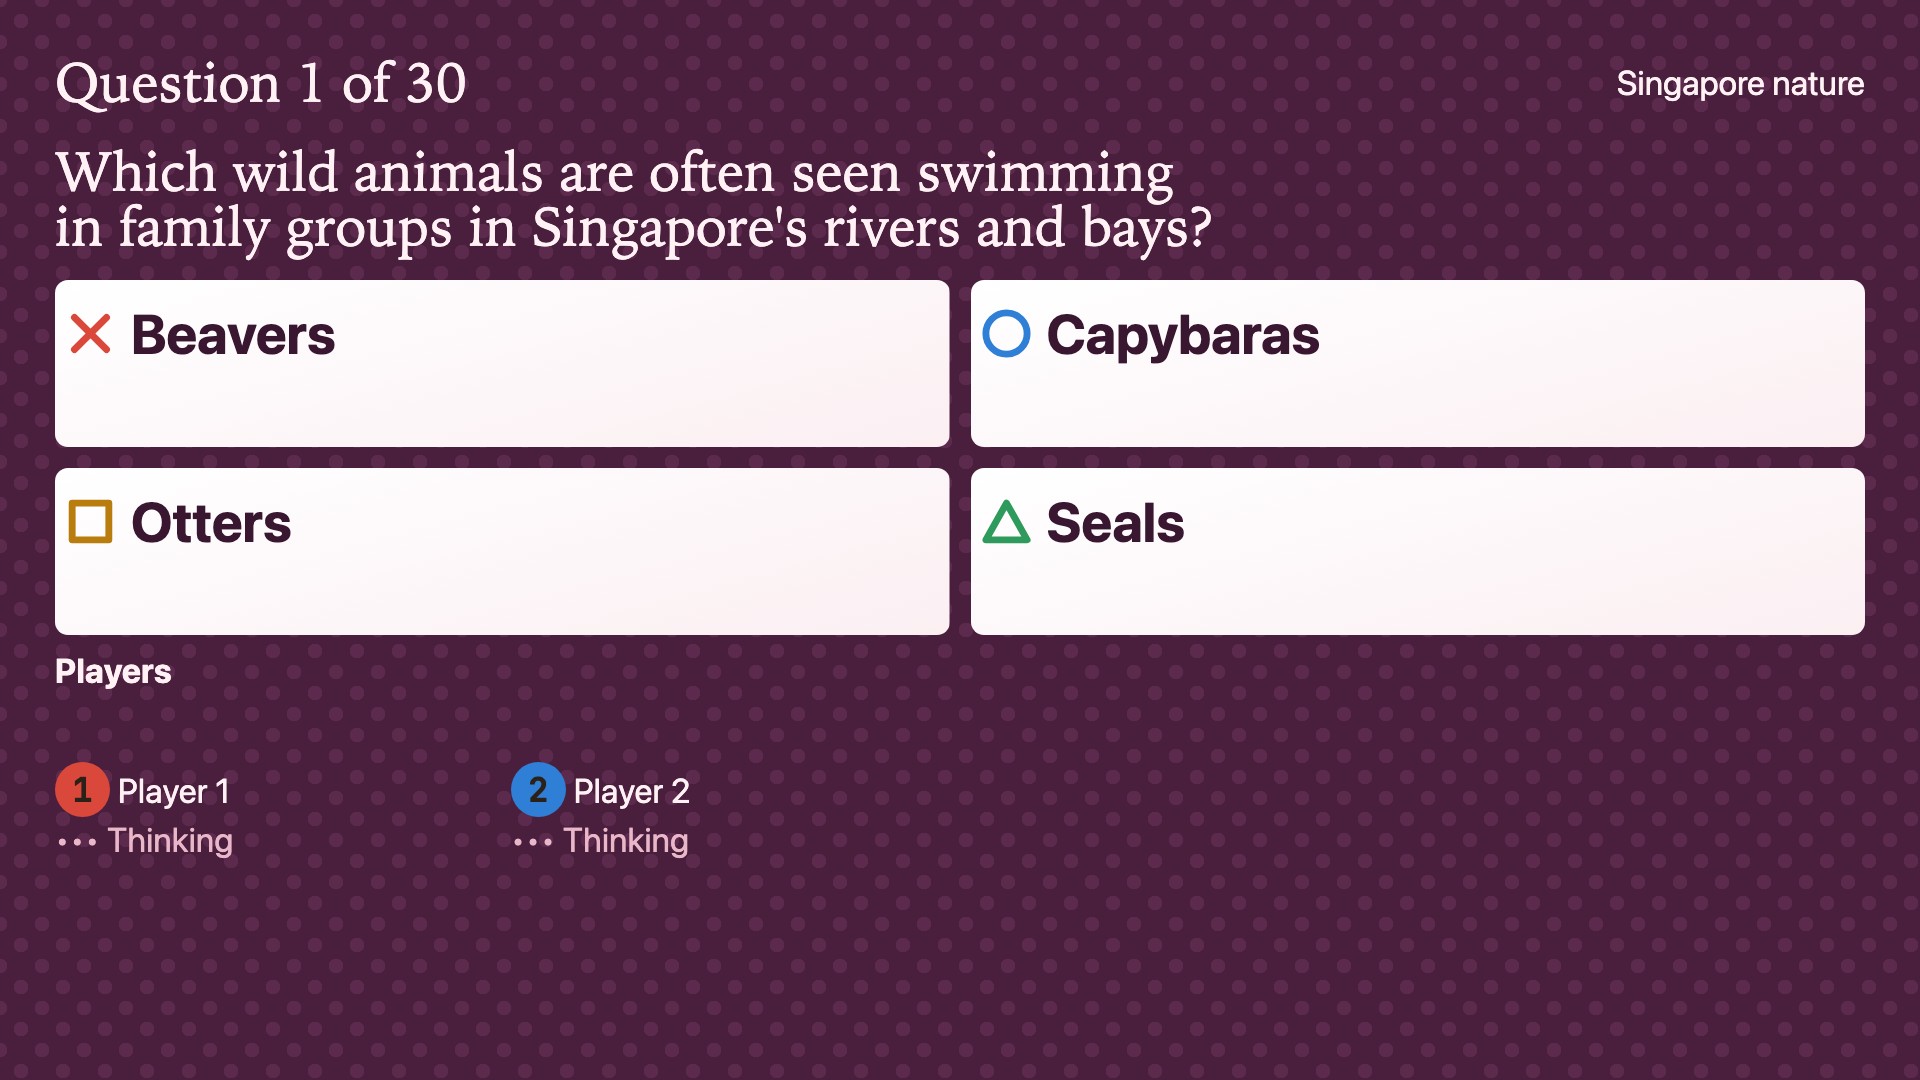 Question 1 of 30
Singapore nature
Which wild animals are often seen swimming
in family groups in Singapore's rivers and bays?
Beavers
Capybaras
Otters
Seals
Players
1 Player 1
2 Player 2
••• Thinking
••• Thinking